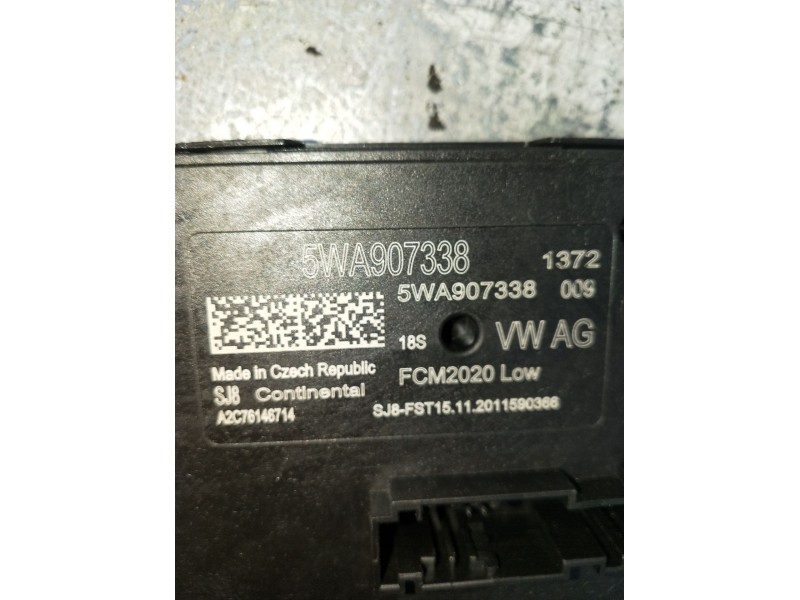 5WA907338 1372
5WA907338 009
18S VW AG
Made in Czech Republic FCM2020 Low
SJ8 Continental
A2C76146714 SJ8-FST15.11.2011590366